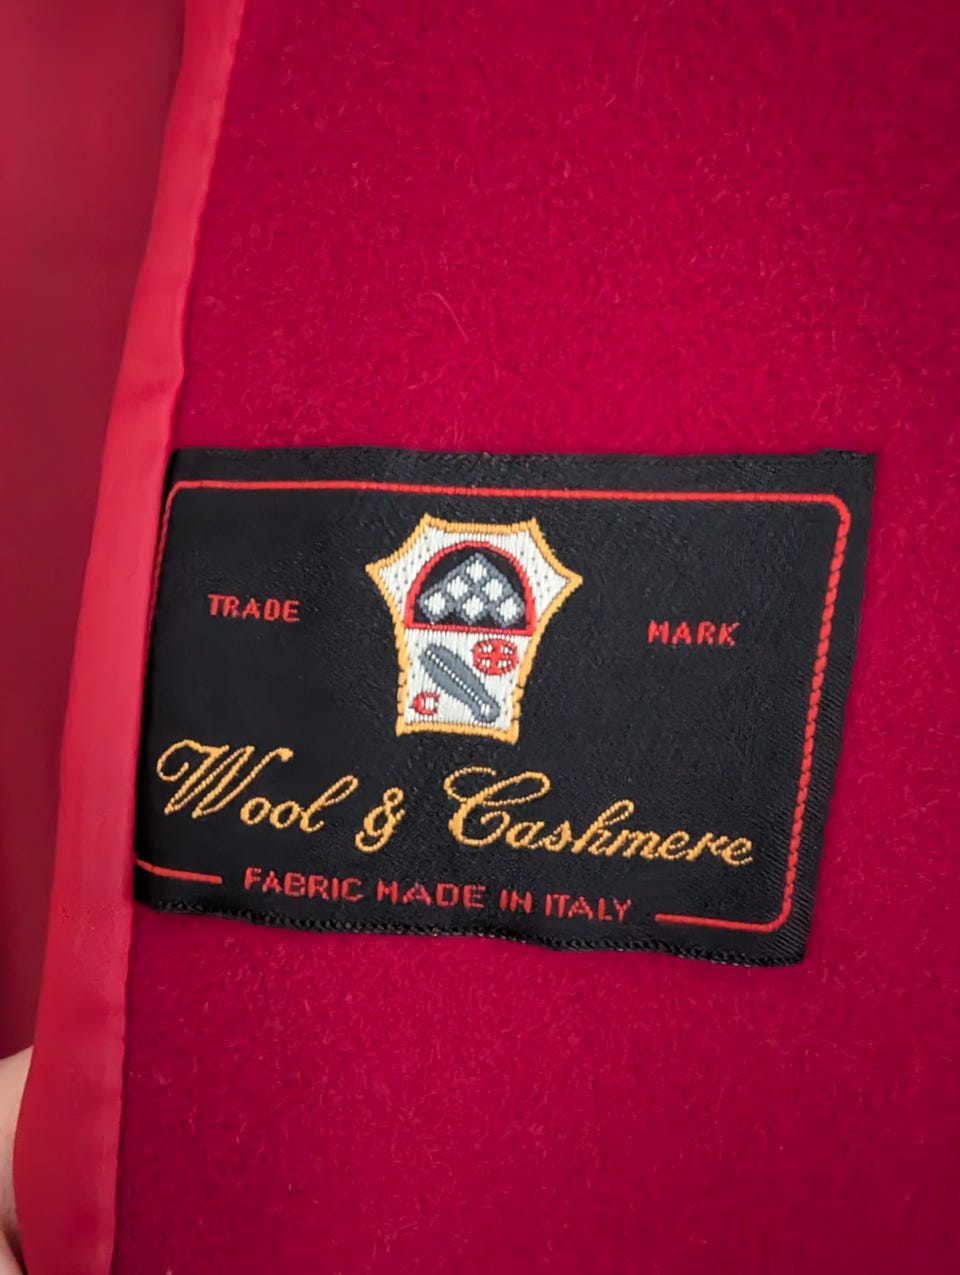 TRADE MARK
Wool & Cashmere
FABRIC MADE IN ITALY